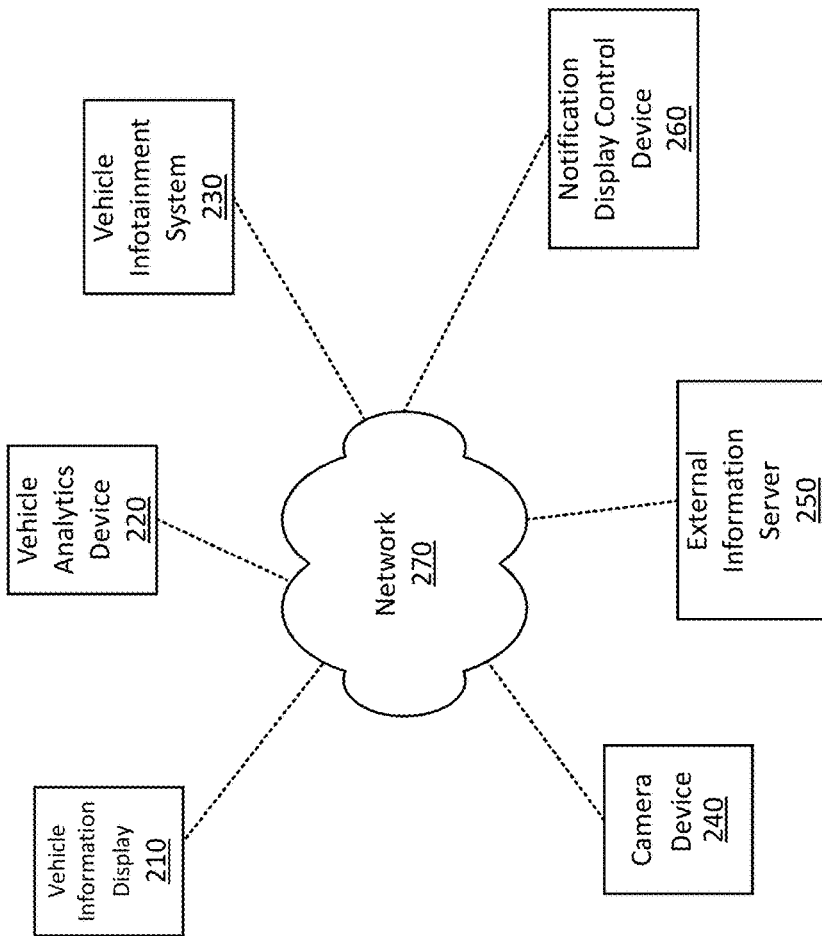 Vehicle
Information
Display
210
Vehicle
Analytics
Device
220
Vehicle
Infotainment
System
230
Network
270
Camera
Device
240
External
Information
Server
250
Notification
Display Control
Device
260